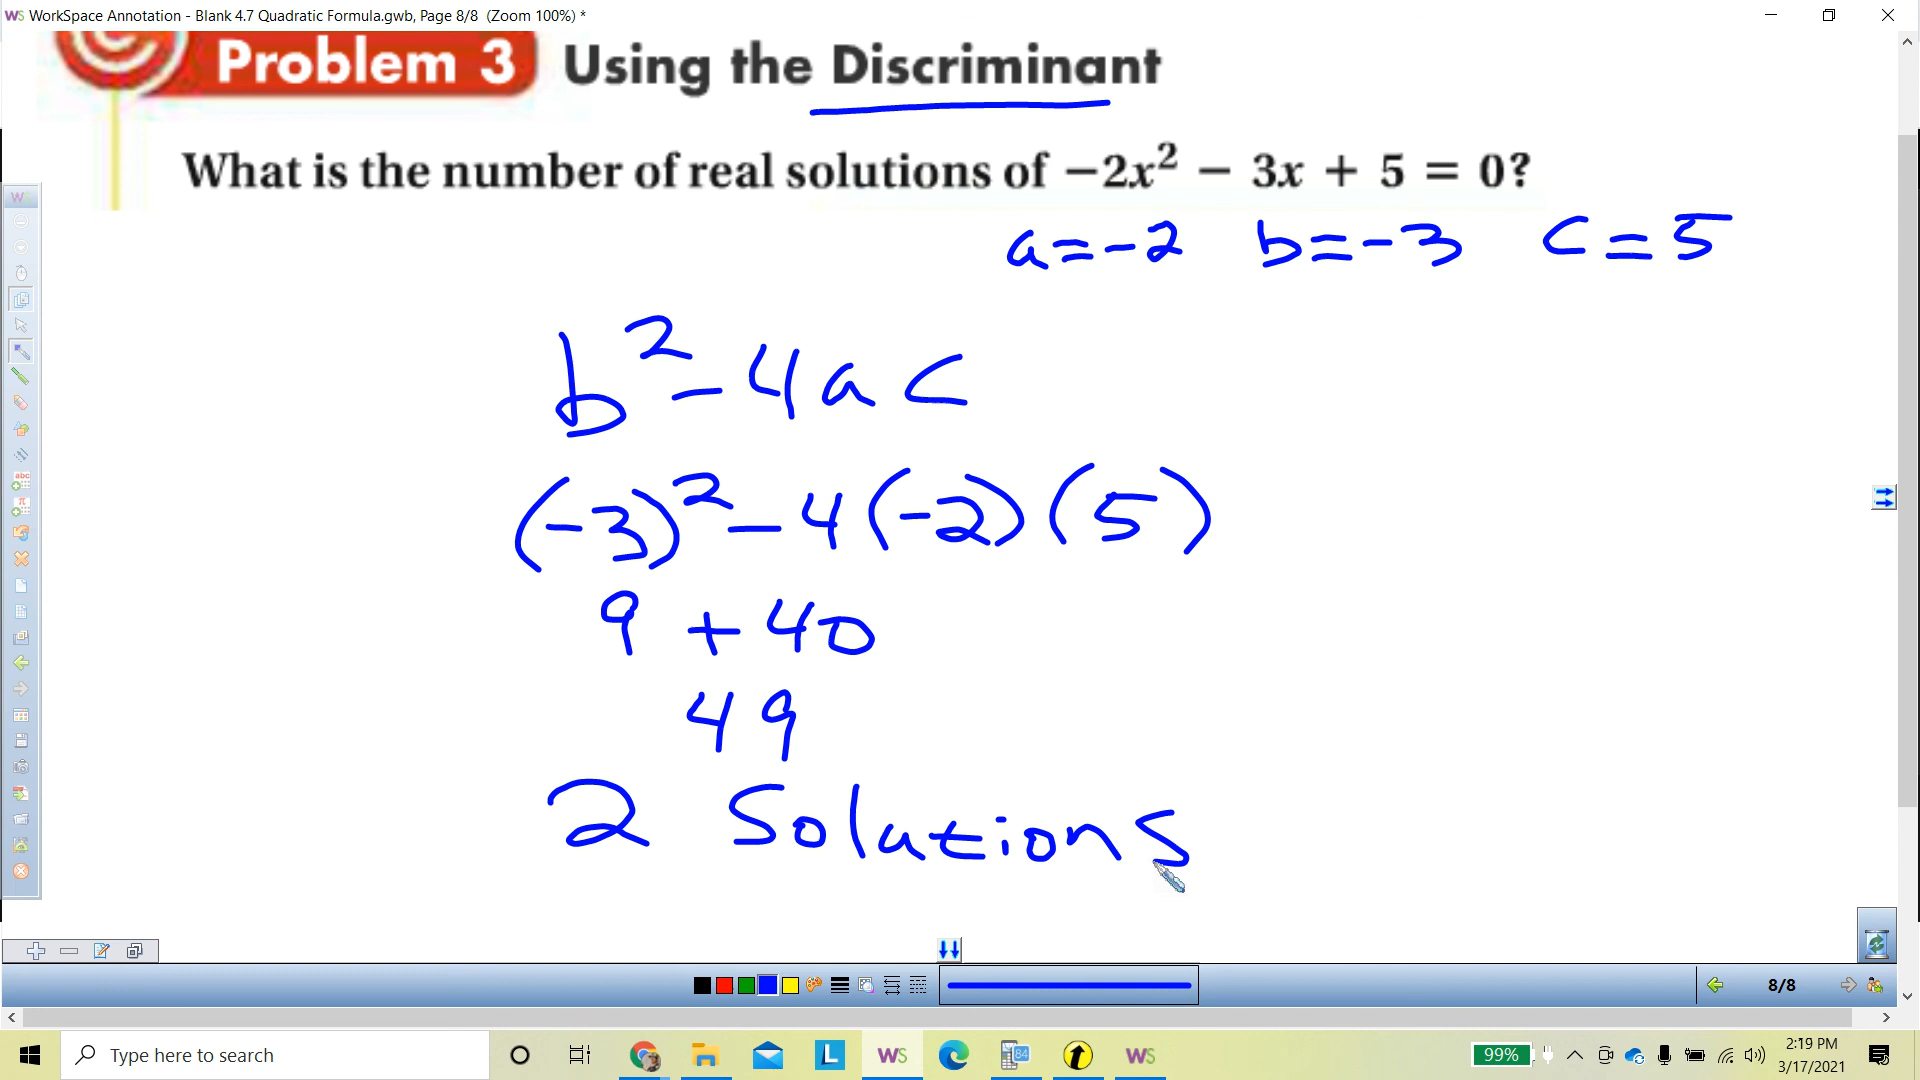 WS WorkSpace Annotation - Blank 4.7 Quadratic Formula.gwb, Page 8/8 (Zoom 100%) *
Problem 3 Using the Discriminant
What is the number of real solutions of −2x² − 3x + 5 = 0?
a=-2 b=-3 c=5
b²-4ac
(-3)²-4(-2)(5)
9 +40
49
2 Solutions
8/8
Type here to search
99%
2:19 PM
3/17/2021